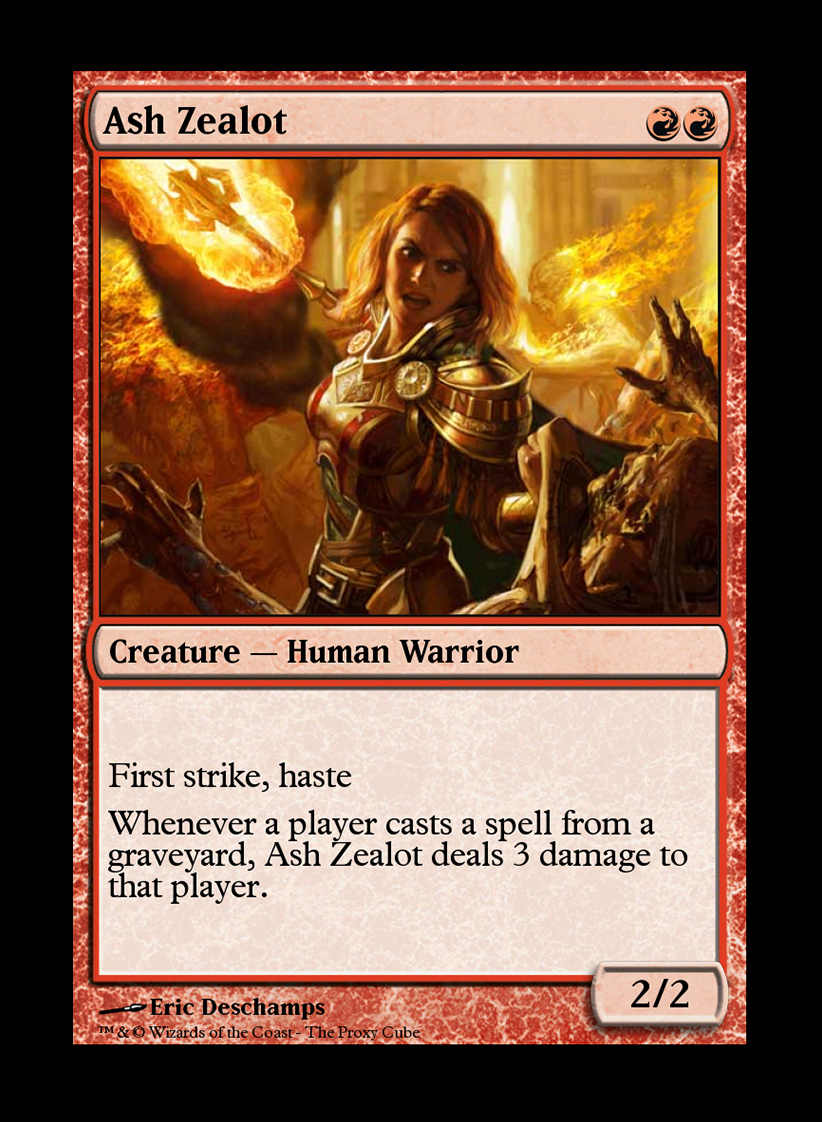 Ash Zealot
Creature — Human Warrior
First strike, haste
Whenever a player casts a spell from a
graveyard, Ash Zealot deals 3 damage to
that player.
2/2
Eric Deschamps
™ & © Wizards of the Coast - The Proxy Cube